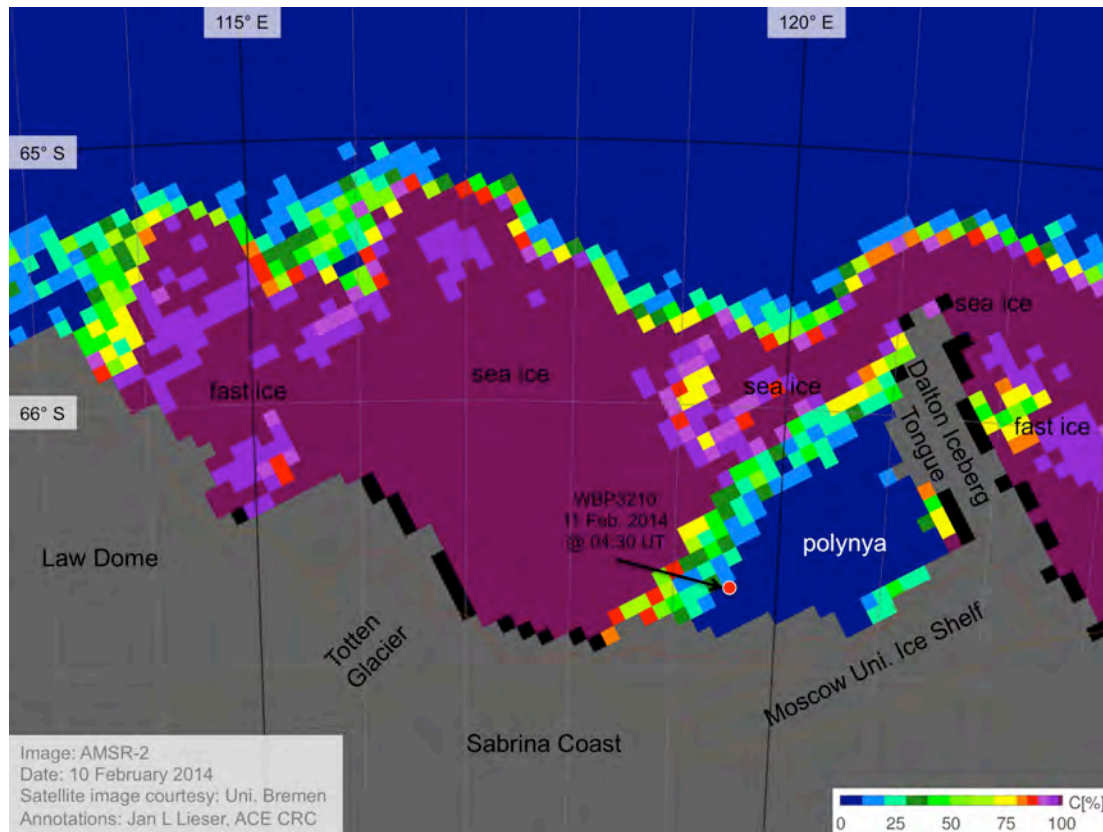 115° E
120° E
65° S
sea ice
fast ice
sea ice
sea ice
66° S
Dalton Iceberg
Tongue
fast ice
WBP3210
11 Feb. 2014
@ 04:30 UT
polynya
Law Dome
Totten
Glacier
Moscow Uni. Ice Shelf
Sabrina Coast
Image: AMSR-2
Date: 10 February 2014
Satellite image courtesy: Uni. Bremen
Annotations: Jan L Lieser, ACE CRC
C[%]
0 25 50 75 100